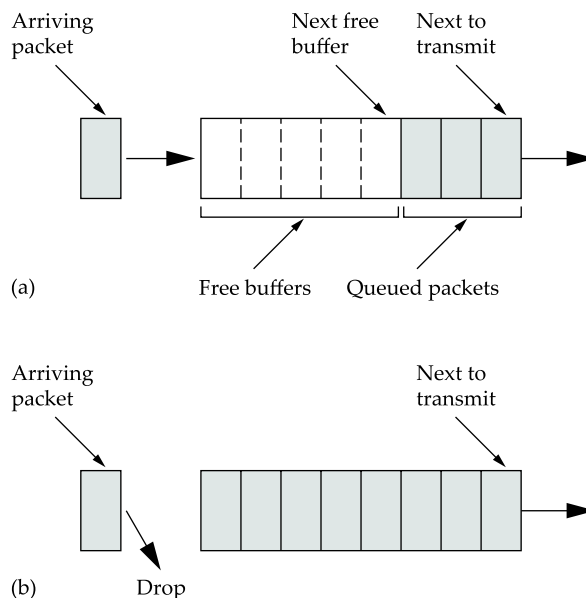 Arriving
packet
Next free
buffer
Next to
transmit
Free buffers
Queued packets
(a)
Arriving
packet
Next to
transmit
Drop
(b)